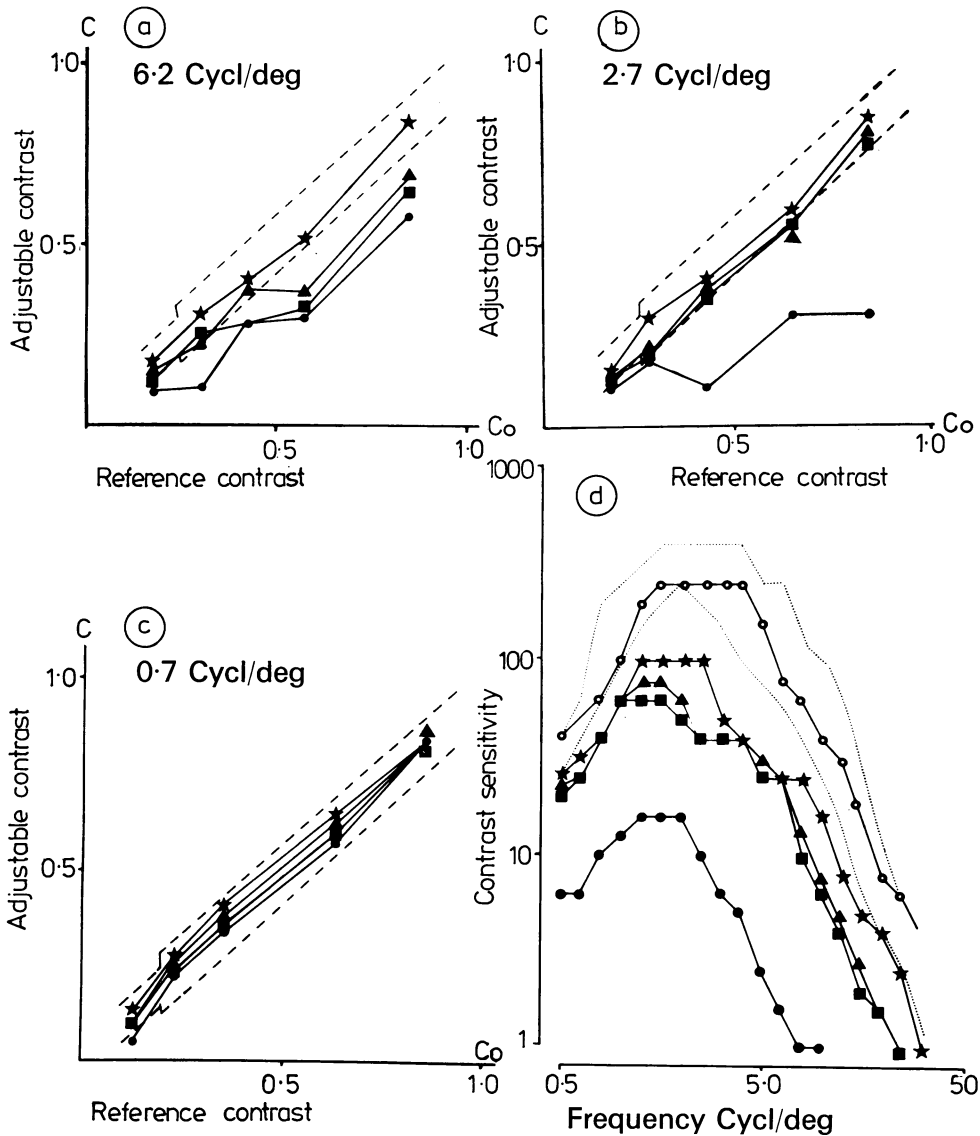 C
a
6·2 Cycl/deg
1·0
0·5
Adjustable contrast
0·5
1·0
Co
Reference contrast
C
b
2·7 Cycl/deg
1·0
0·5
Adjustable contrast
0·5
1·0
Co
Reference contrast
C
c
0·7 Cycl/deg
1·0
0·5
Adjustable contrast
0·5
1·0
Co
Reference contrast
d
1000
100
10
1
Contrast sensitivity
0·5
5·0
50
Frequency Cycl/deg